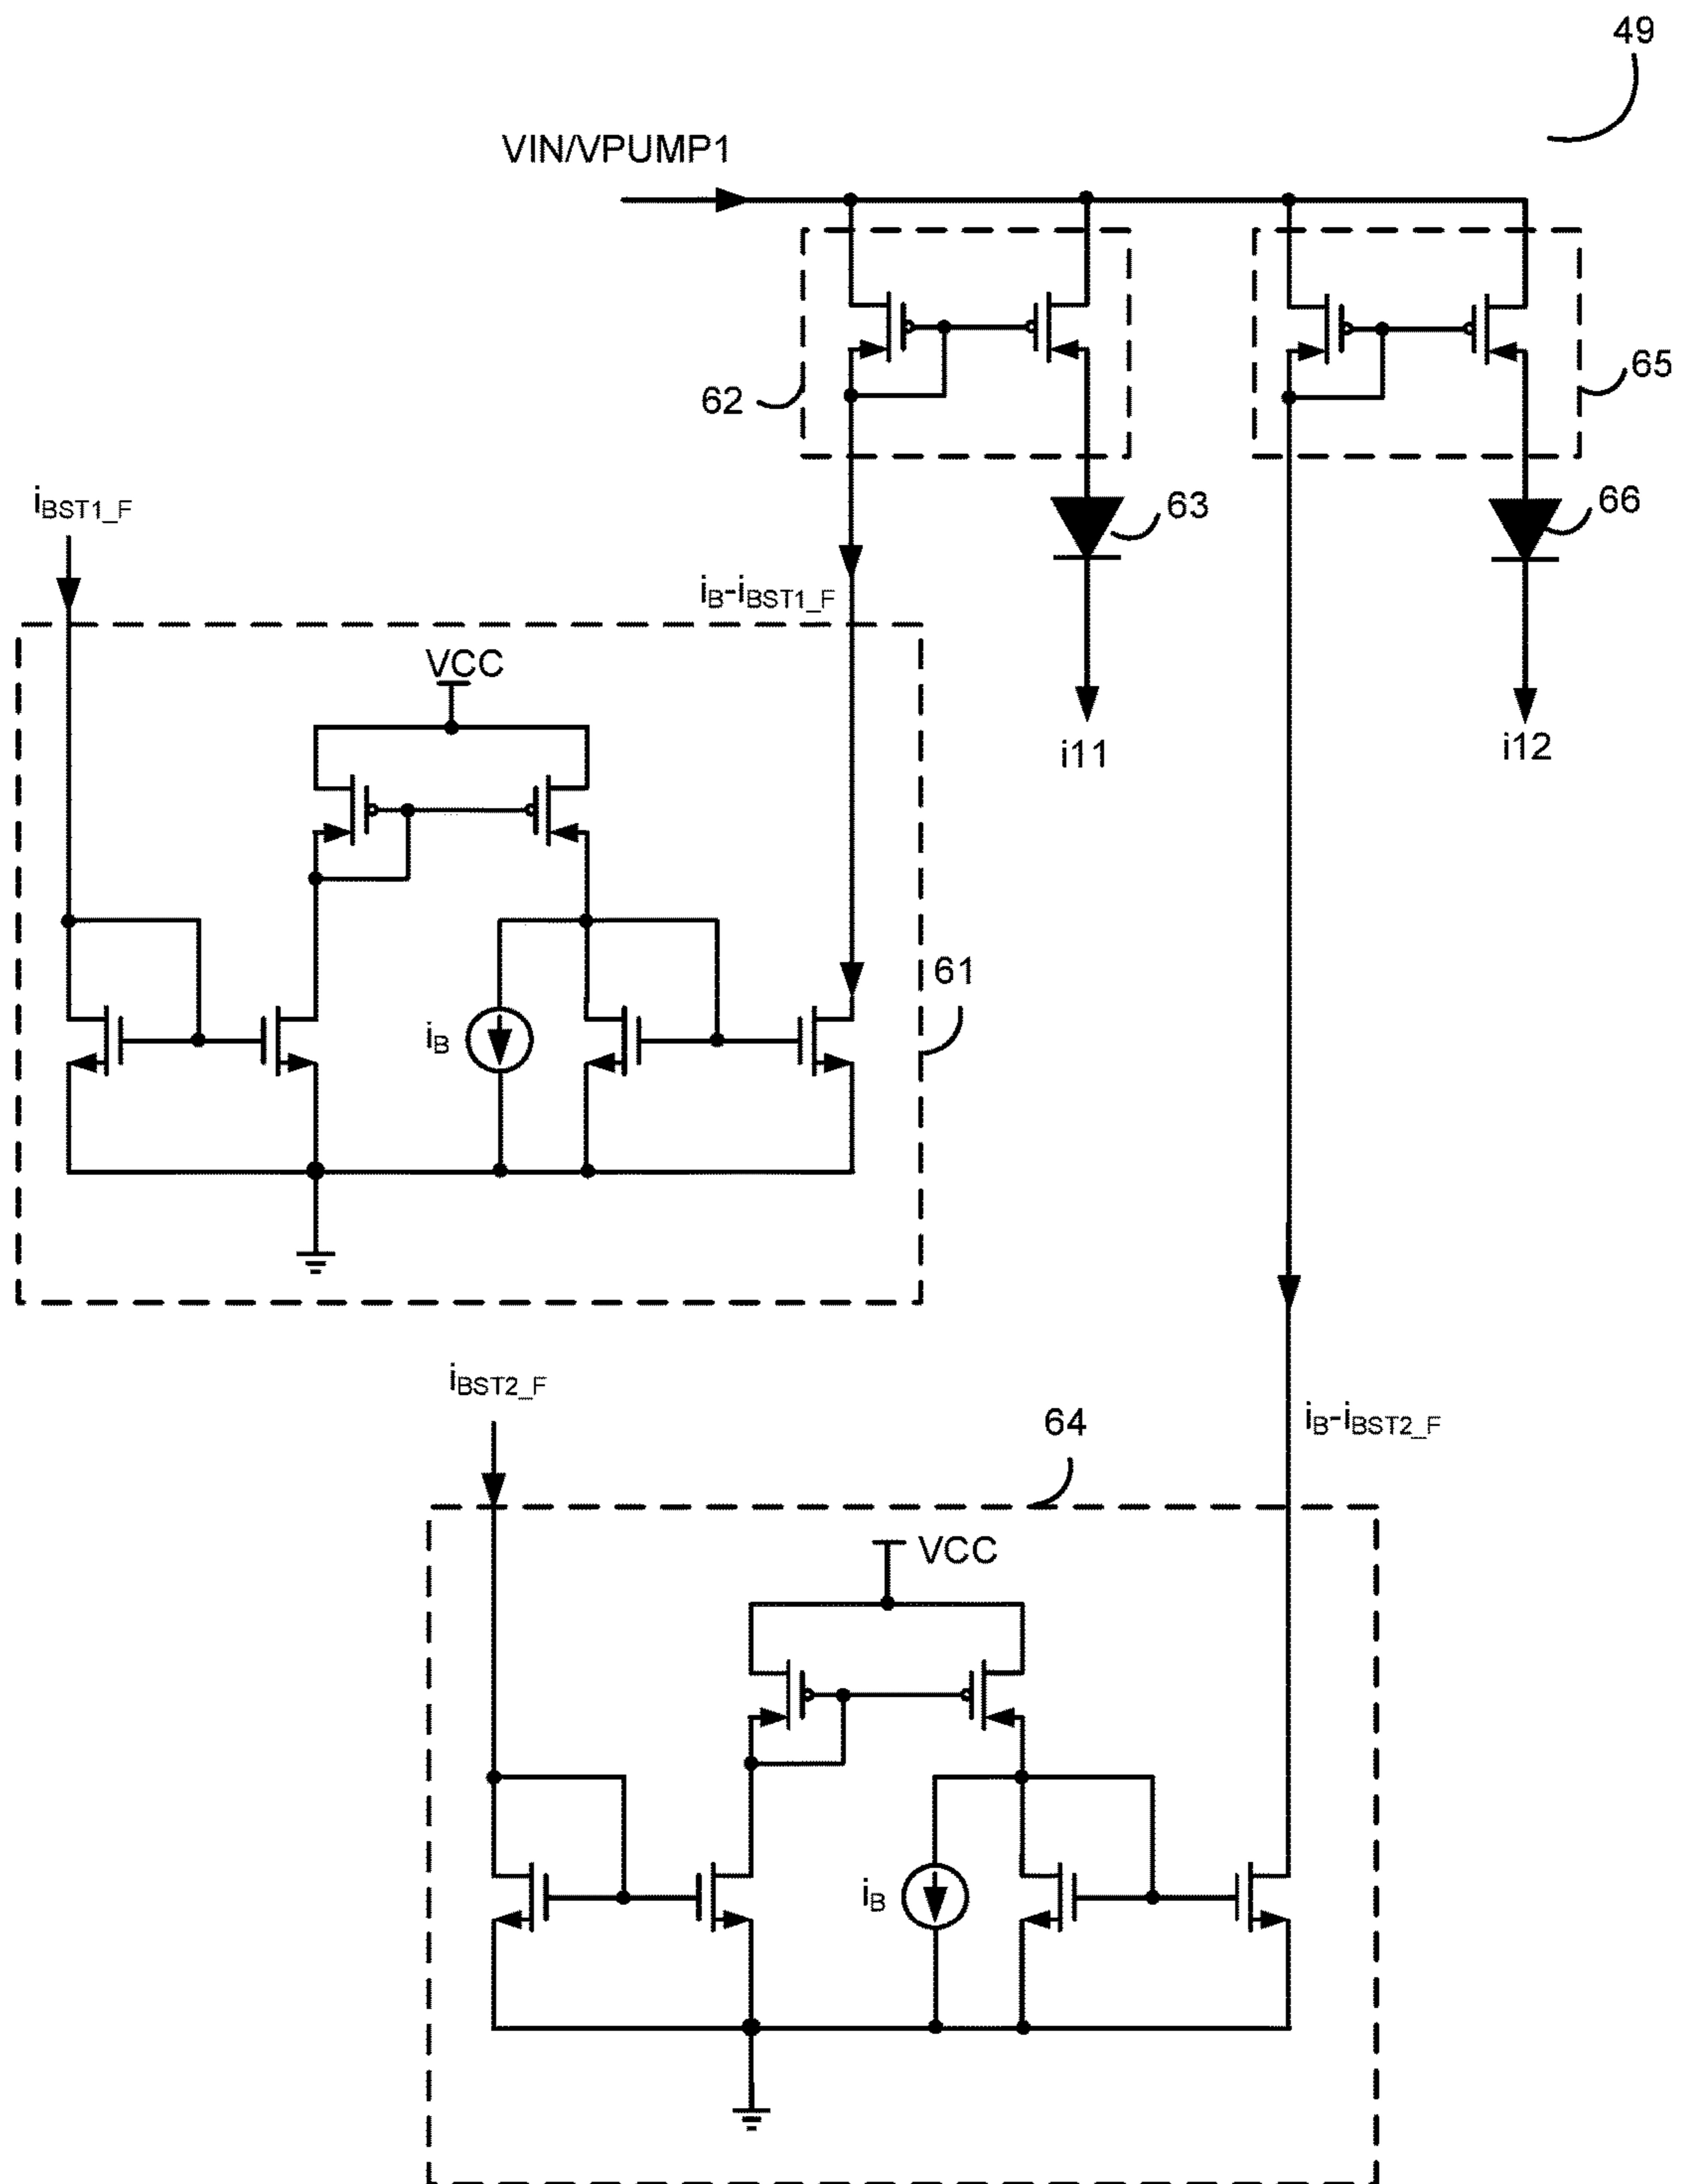 49
VIN/VPUMP1
62
65
63
66
iBST1_F
iB-iBST1_F
VCC
i11
i12
61
iB
iBST2_F
64
iB-iBST2_F
VCC
iB